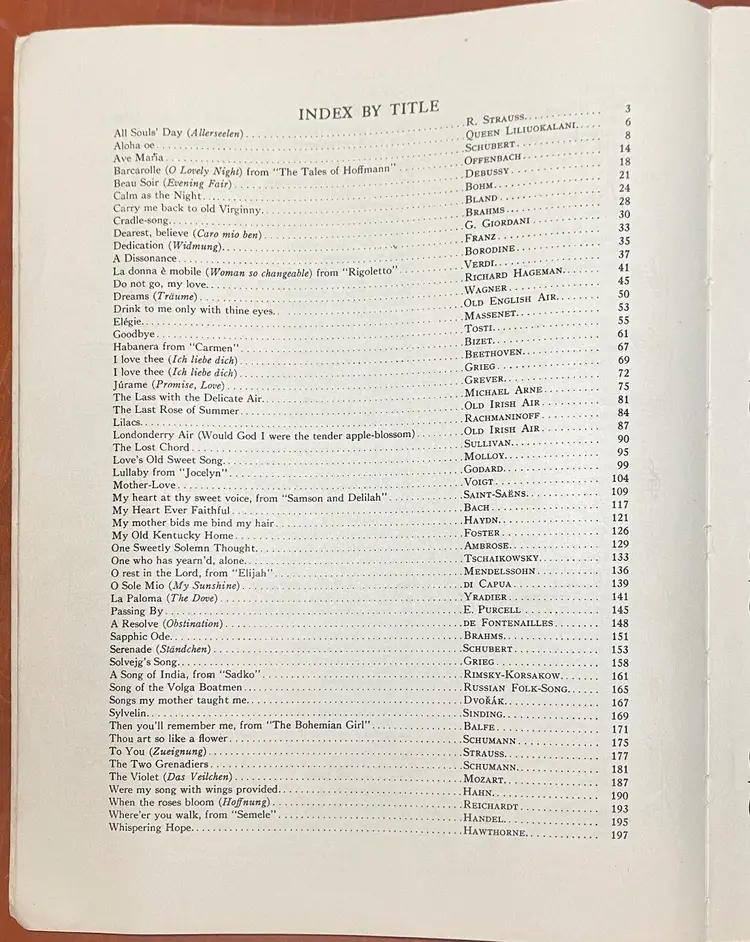 INDEX BY TITLE
All Souls' Day (Allerseelen) R. STRAUSS 3
Aloha oe QUEEN LILIUOKALANI 6
Ave Maria SCHUBERT 8
Barcarolle (O Lovely Night) from "The Tales of Hoffmann" OFFENBACH 14
Beau Soir (Evening Fair) DEBUSSY 18
Calm as the Night BOHM 21
Carry me back to old Virginny BLAND 24
Cradle-song BRAHMS 28
Dearest, believe (Caro mio ben) G. GIORDANI 30
Dedication (Widmung) FRANZ 33
A Dissonance BORODINE 35
La donna è mobile (Woman so changeable) from "Rigoletto" VERDI 37
Do not go, my love RICHARD HAGEMAN 41
Dreams (Träume) WAGNER 45
Drink to me only with thine eyes OLD ENGLISH AIR 50
Elégie MASSENET 53
Goodbye TOSTI 55
Habanera from "Carmen" BIZET 61
I love thee (Ich liebe dich) BEETHOVEN 67
I love thee (Ich liebe dich) GRIEG 69
Júrame (Promise, Love) GREVER 72
The Lass with the Delicate Air MICHAEL ARNE 75
The Last Rose of Summer OLD IRISH AIR 81
Lilacs RACHMANINOFF 84
Londonderry Air (Would God I were the tender apple-blossom) OLD IRISH AIR 87
The Lost Chord SULLIVAN 90
Love's Old Sweet Song MOLLOY 95
Lullaby from "Jocelyn" GODARD 99
Mother-Love VOIGT 104
My heart at thy sweet voice, from "Samson and Delilah" SAINT-SAËNS 109
My Heart Ever Faithful BACH 117
My mother bids me bind my hair HAYDN 121
My Old Kentucky Home FOSTER 126
One Sweetly Solemn Thought AMBROSE 129
One who has yearn'd, alone TSCHAIKOWSKY 133
O rest in the Lord, from "Elijah" MENDELSSOHN 136
O Sole Mio (My Sunshine) DI CAPUA 139
La Paloma (The Dove) YRADIER 141
Passing By E. PURCELL 145
A Resolve (Obstination) DE FONTENAILLES 148
Sapphic Ode BRAHMS 151
Serenade (Ständchen) SCHUBERT 153
Solvejg's Song GRIEG 158
A Song of India, from "Sadko" RIMSKY-KORSAKOW 161
Song of the Volga Boatmen RUSSIAN FOLK-SONG 165
Songs my mother taught me DVOŘÁK 167
Sylvelin SINDING 169
Then you'll remember me, from "The Bohemian Girl" BALFE 171
Thou art so like a flower SCHUMANN 175
To You (Zueignung) STRAUSS 177
The Two Grenadiers SCHUMANN 181
The Violet (Das Veilchen) MOZART 187
Were my song with wings provided HAHN 190
When the roses bloom (Hoffnung) REICHARDT 193
Where'er you walk, from "Semele" HANDEL 195
Whispering Hope HAWTHORNE 197